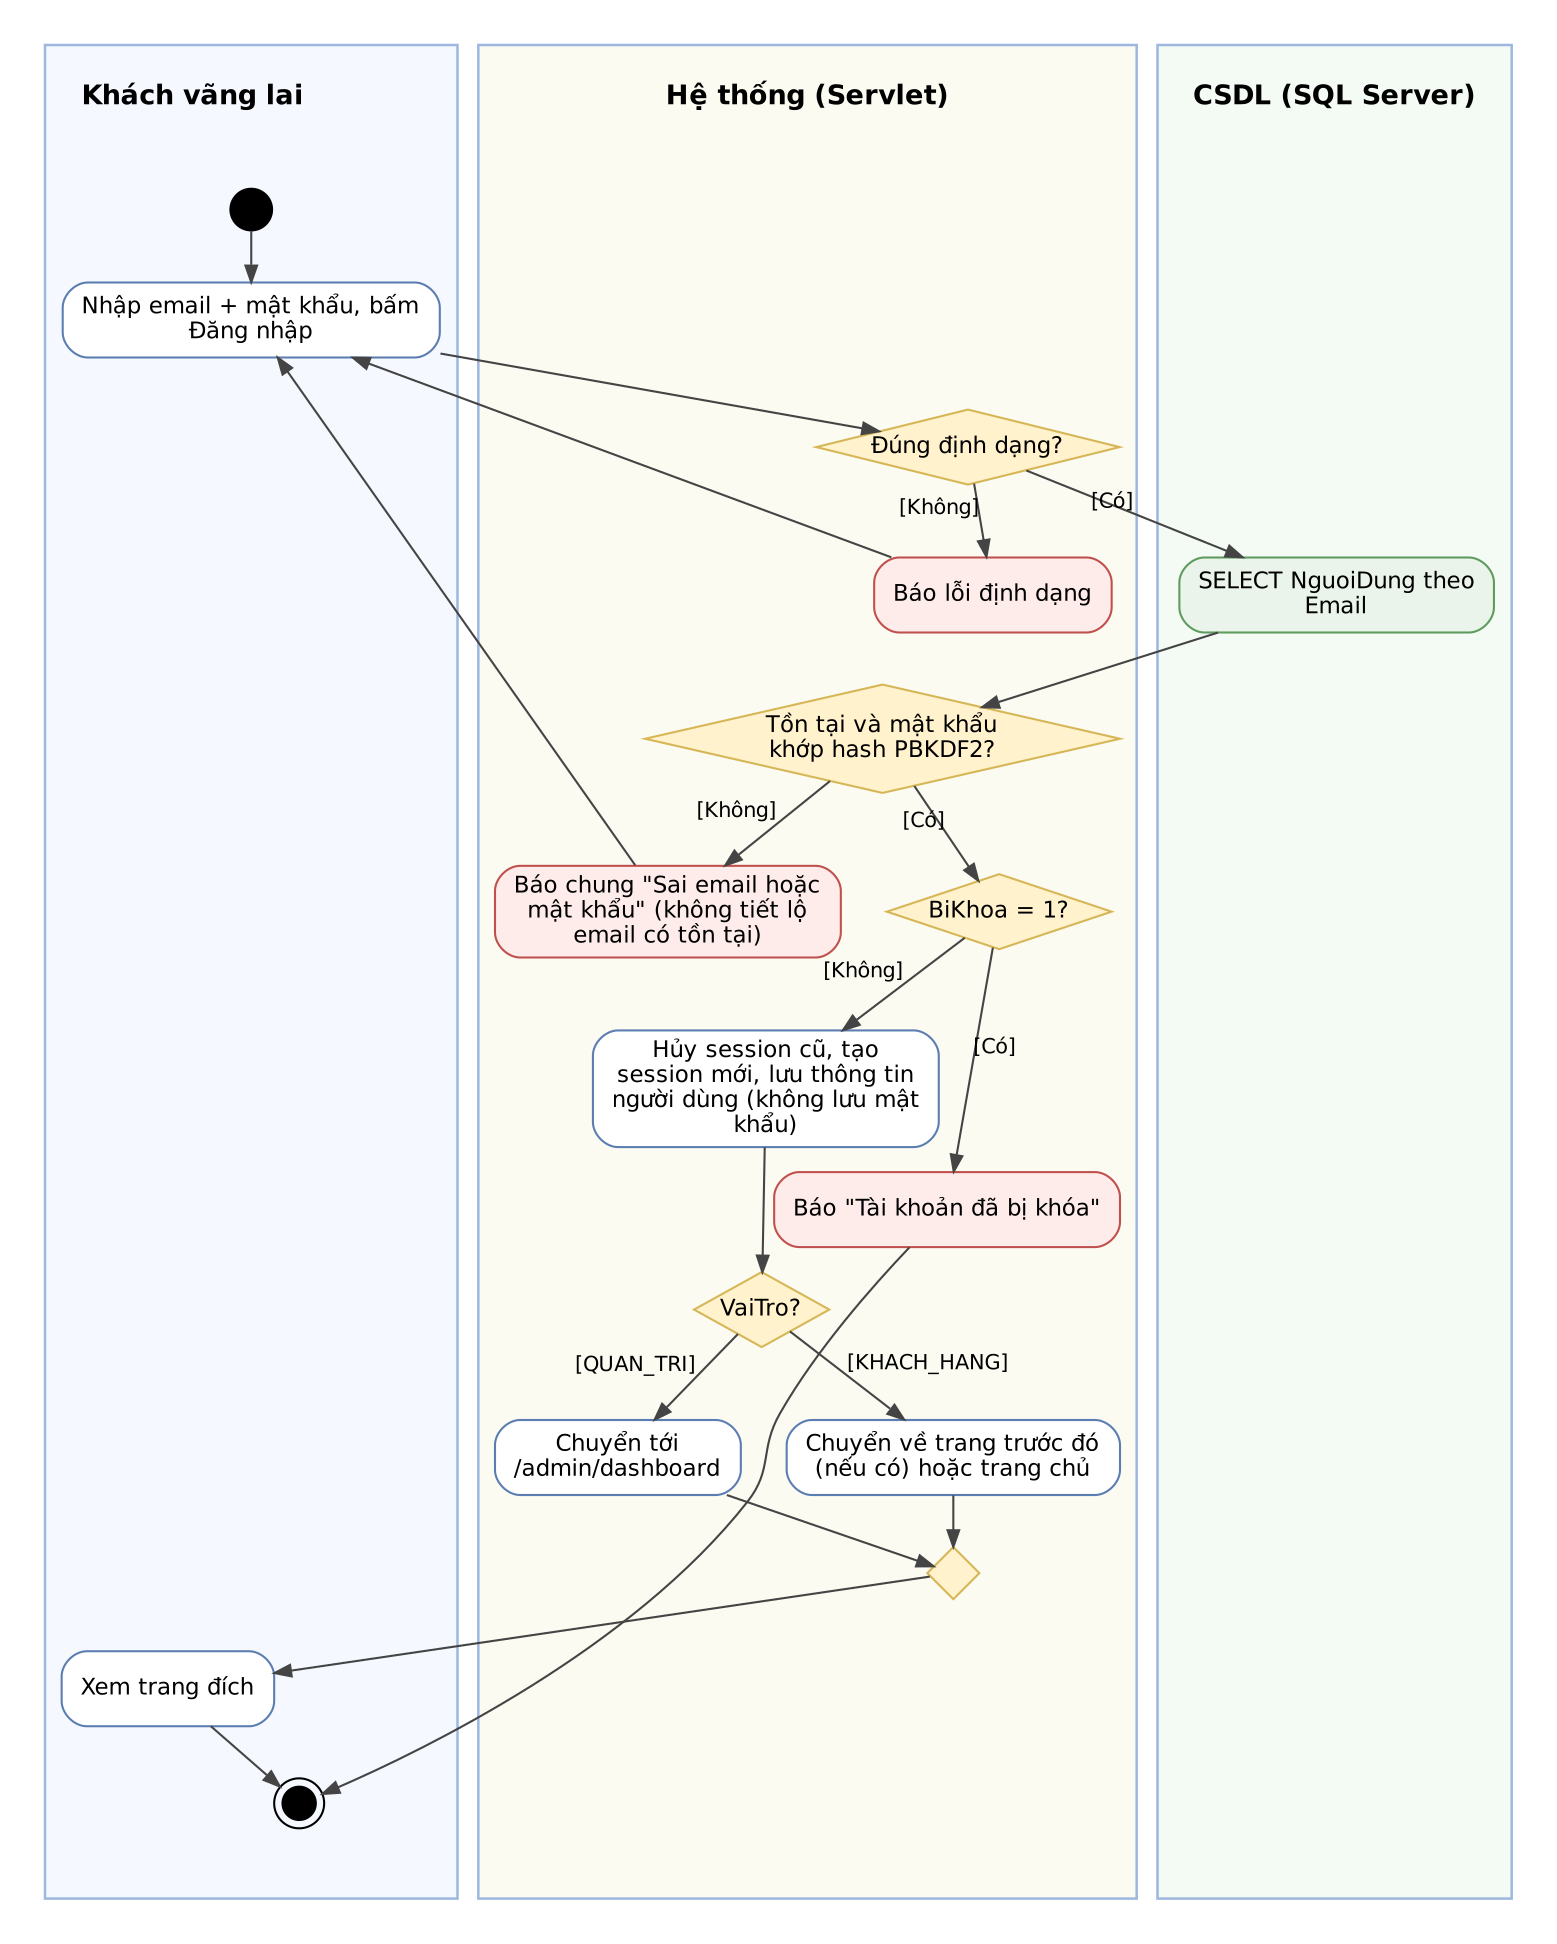 Khách vãng lai
Hệ thống (Servlet)
CSDL (SQL Server)
Nhập email + mật khẩu, bấm
Đăng nhập
Đúng định dạng?
[Không]
[Có]
Báo lỗi định dạng
SELECT NguoiDung theo
Email
Tồn tại và mật khẩu
khớp hash PBKDF2?
[Không]
[Có]
Báo chung "Sai email hoặc
mật khẩu" (không tiết lộ
email có tồn tại)
BiKhoa = 1?
[Không]
[Có]
Hủy session cũ, tạo
session mới, lưu thông tin
người dùng (không lưu mật
khẩu)
Báo "Tài khoản đã bị khóa"
VaiTro?
[QUAN_TRI]
[KHACH_HANG]
Chuyển tới
/admin/dashboard
Chuyển về trang trước đó
(nếu có) hoặc trang chủ
Xem trang đích